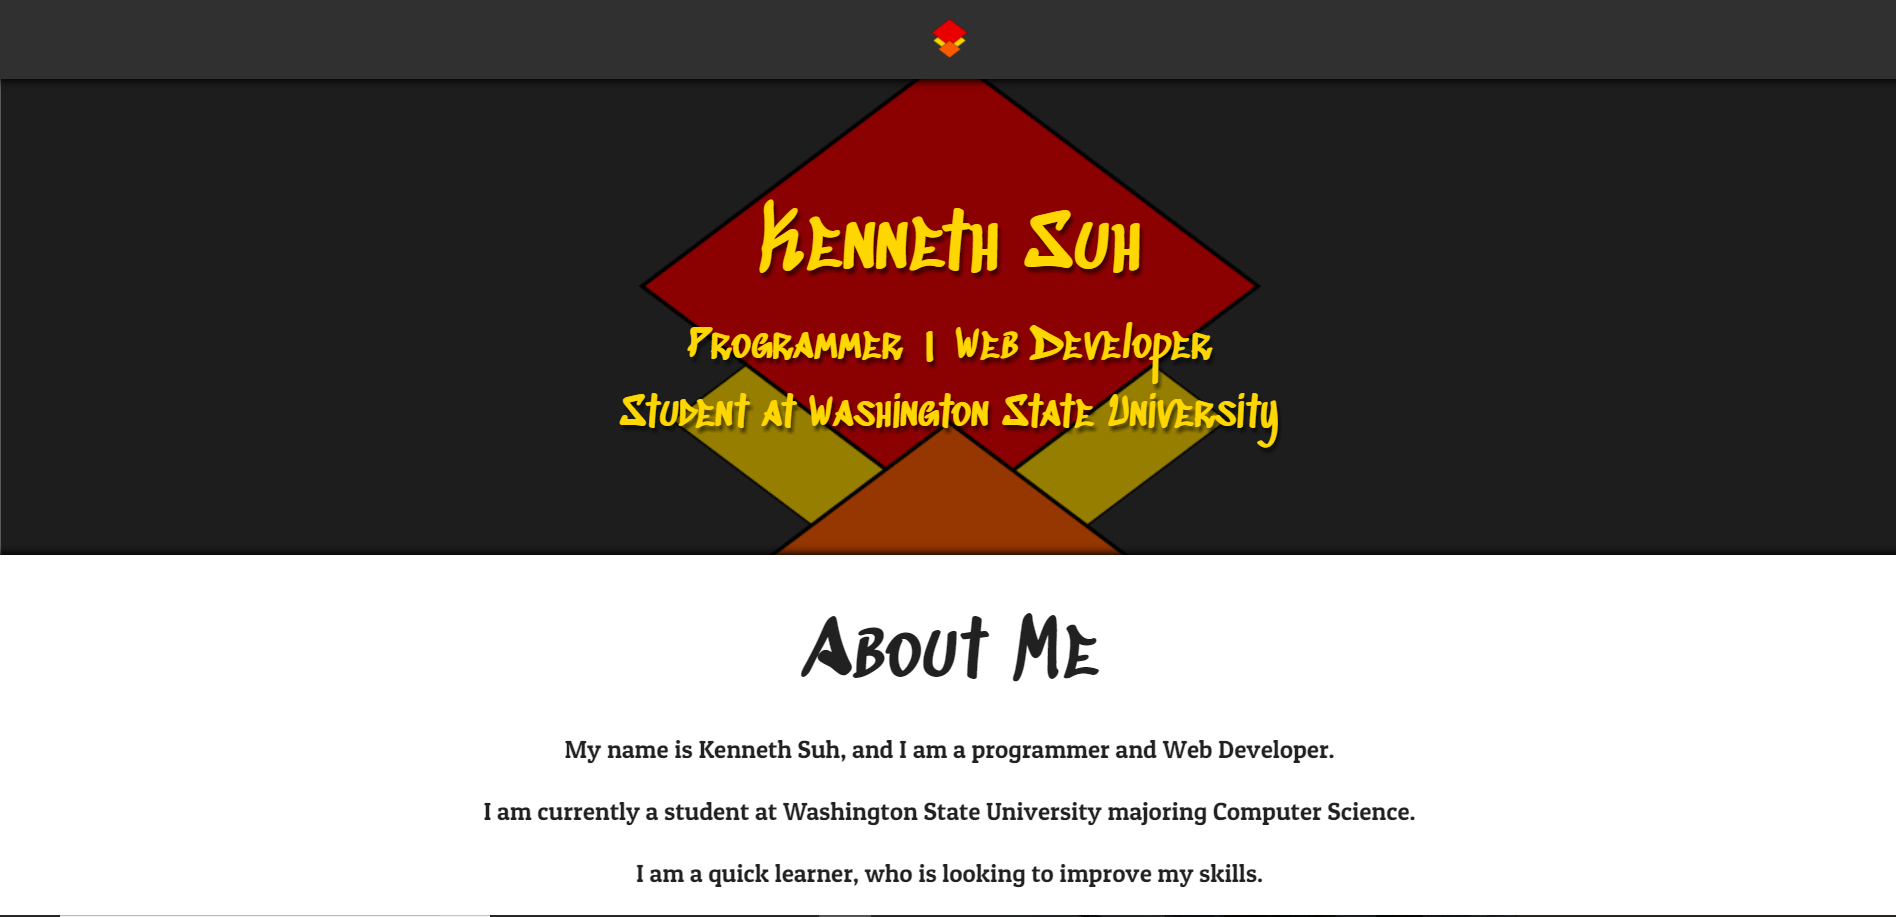 Kenneth Suh
Programmer | Web Developer
Student at Washington State University
About Me
My name is Kenneth Suh, and I am a programmer and Web Developer.
I am currently a student at Washington State University majoring Computer Science.
I am a quick learner, who is looking to improve my skills.